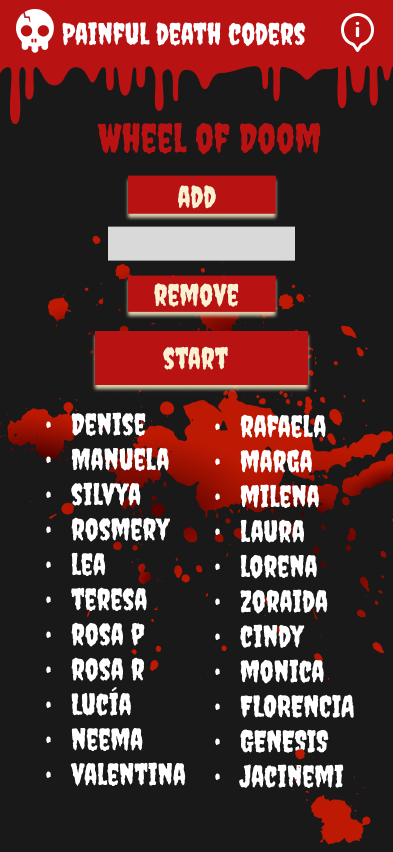 PAINFUL DEATH CODERS
i
WHEEL OF DOOM
ADD
REMOVE
START
• DENISE
• MANUELA
• SILVYA
• ROSMERY
• LEA
• TERESA
• ROSA P
• ROSA R
• LUCÍA
• NEEMA
• VALENTINA
• RAFAELA
• MARGA
• MILENA
• LAURA
• LORENA
• ZORAIDA
• CINDY
• MONICA
• FLORENCIA
• GENESIS
• JACINEMI